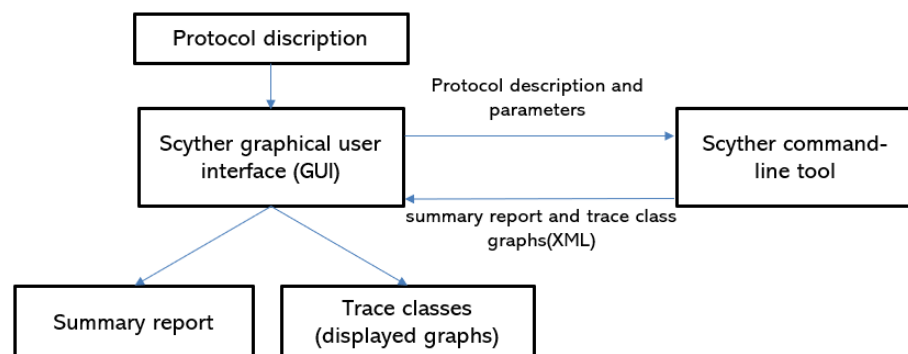 Protocol discription
Protocol description and
parameters
Scyther graphical user
interface (GUI)
Scyther command-
line tool
summary report and trace class
graphs(XML)
Summary report
Trace classes
(displayed graphs)